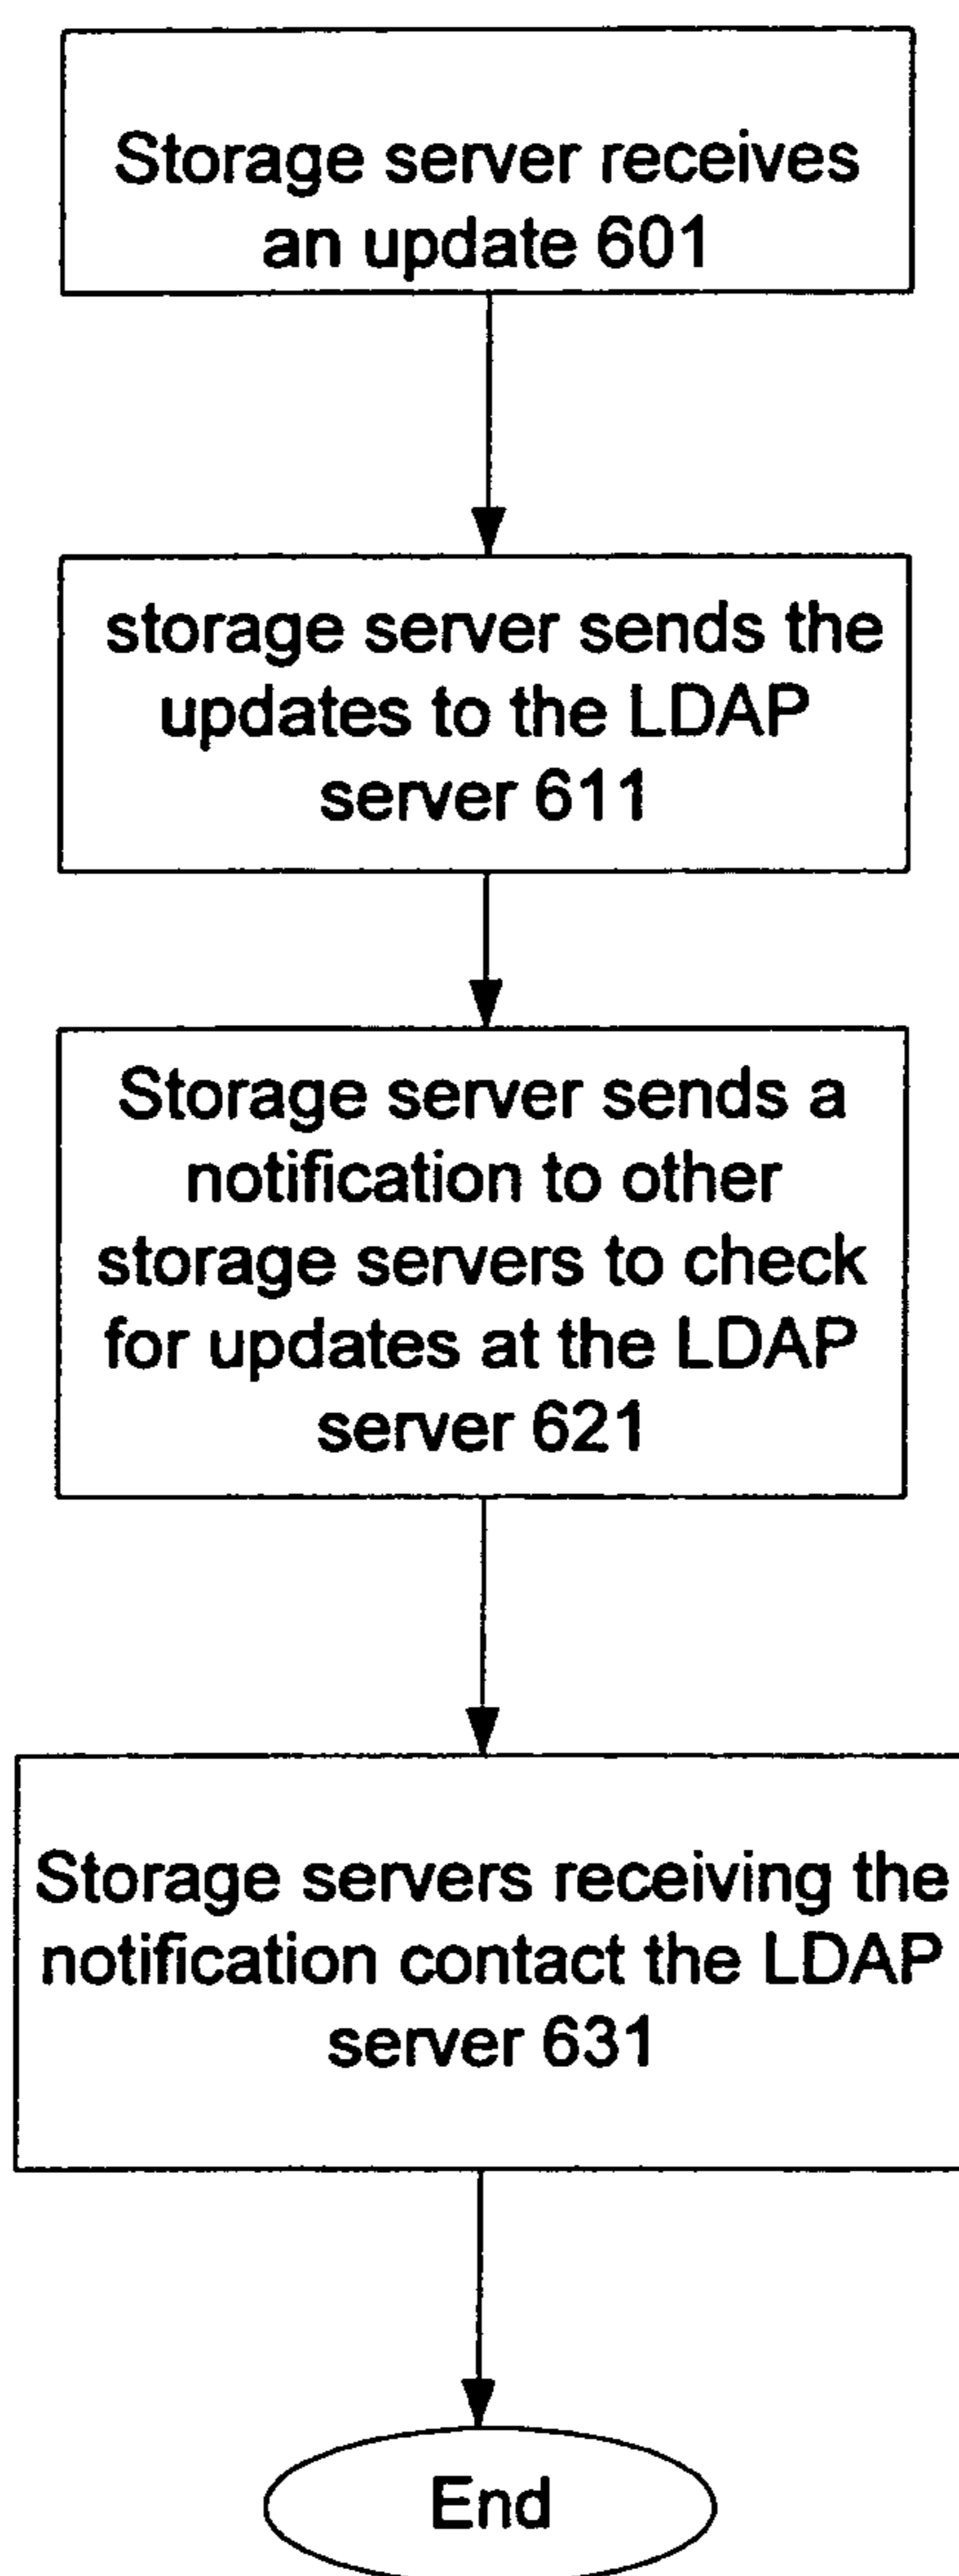 Storage server receives
an update 601
storage server sends the
updates to the LDAP
server 611
Storage server sends a
notification to other
storage servers to check
for updates at the LDAP
server 621
Storage servers receiving the
notification contact the LDAP
server 631
End